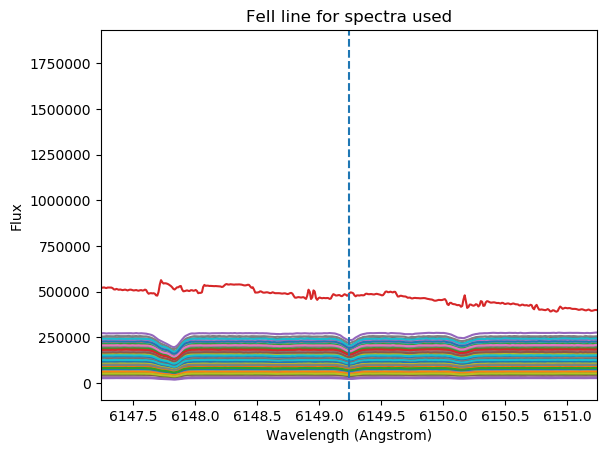 FeII line for spectra used
1750000
1500000
1250000
1000000
750000
500000
250000
0
Flux
6147.5 6148.0 6148.5 6149.0 6149.5 6150.0 6150.5 6151.0
Wavelength (Angstrom)